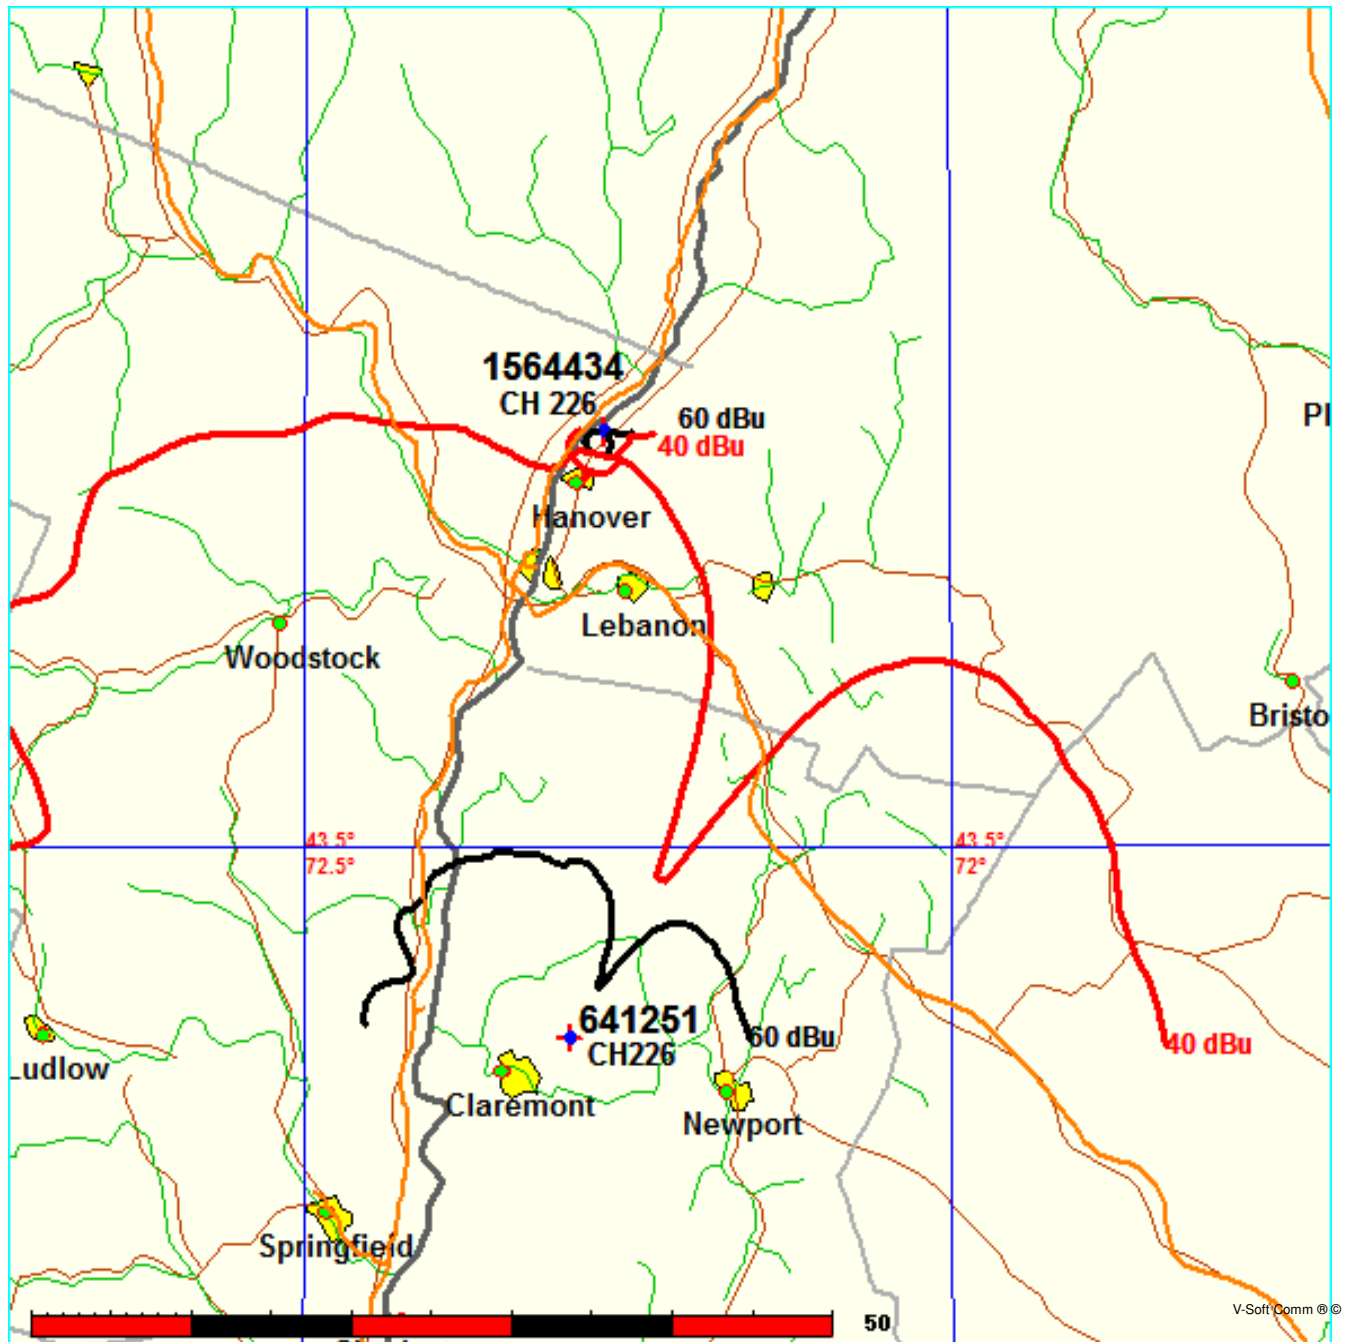 1564434
CH 226
60 dBu
40 dBu
Hanover
Lebanon
Woodstock
Bristo
43.5°
72.5°
43.5°
72°
641251
CH226
60 dBu
40 dBu
Ludlow
Claremont
Newport
Springfield
V-Soft Comm ® ©
50